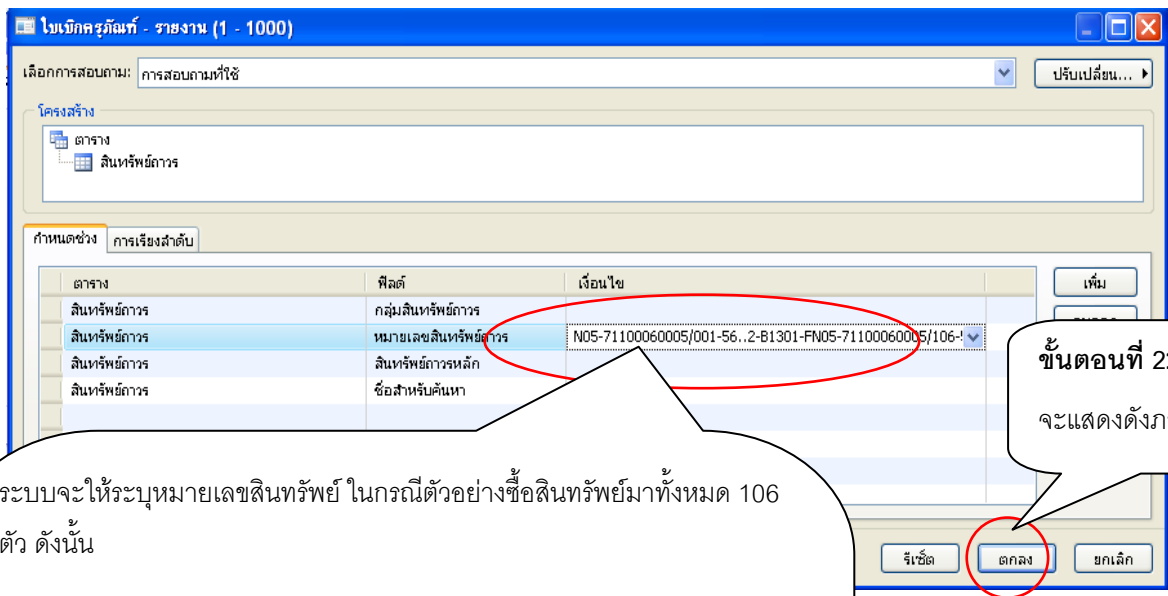 ใบเบิกครุภัณฑ์ - รายงาน (1 - 1000)
เลือกการสอบถาม: การสอบถามที่ใช้ ปรับเปลี่ยน...
โครงสร้าง
ตาราง
สินทรัพย์ถาวร
กำหนดช่วง การเรียงลำดับ
ตาราง ฟิลด์ เงื่อนไข เพิ่ม
สินทรัพย์ถาวร กลุ่มสินทรัพย์ถาวร
สินทรัพย์ถาวร หมายเลขสินทรัพย์ถาวร N05-71100060005/001-56..2-B1301-FN05-71100060005/106-
สินทรัพย์ถาวร สินทรัพย์ถาวรหลัก
สินทรัพย์ถาวร ชื่อสำหรับค้นหา
ขั้นตอนที่ 2
จะแสดงดังภ
ระบบจะให้ระบุหมายเลขสินทรัพย์ ในกรณีตัวอย่างซื้อสินทรัพย์มาทั้งหมด 106
ตัว ดังนั้น
รีเซ็ต ตกลง ยกเลิก